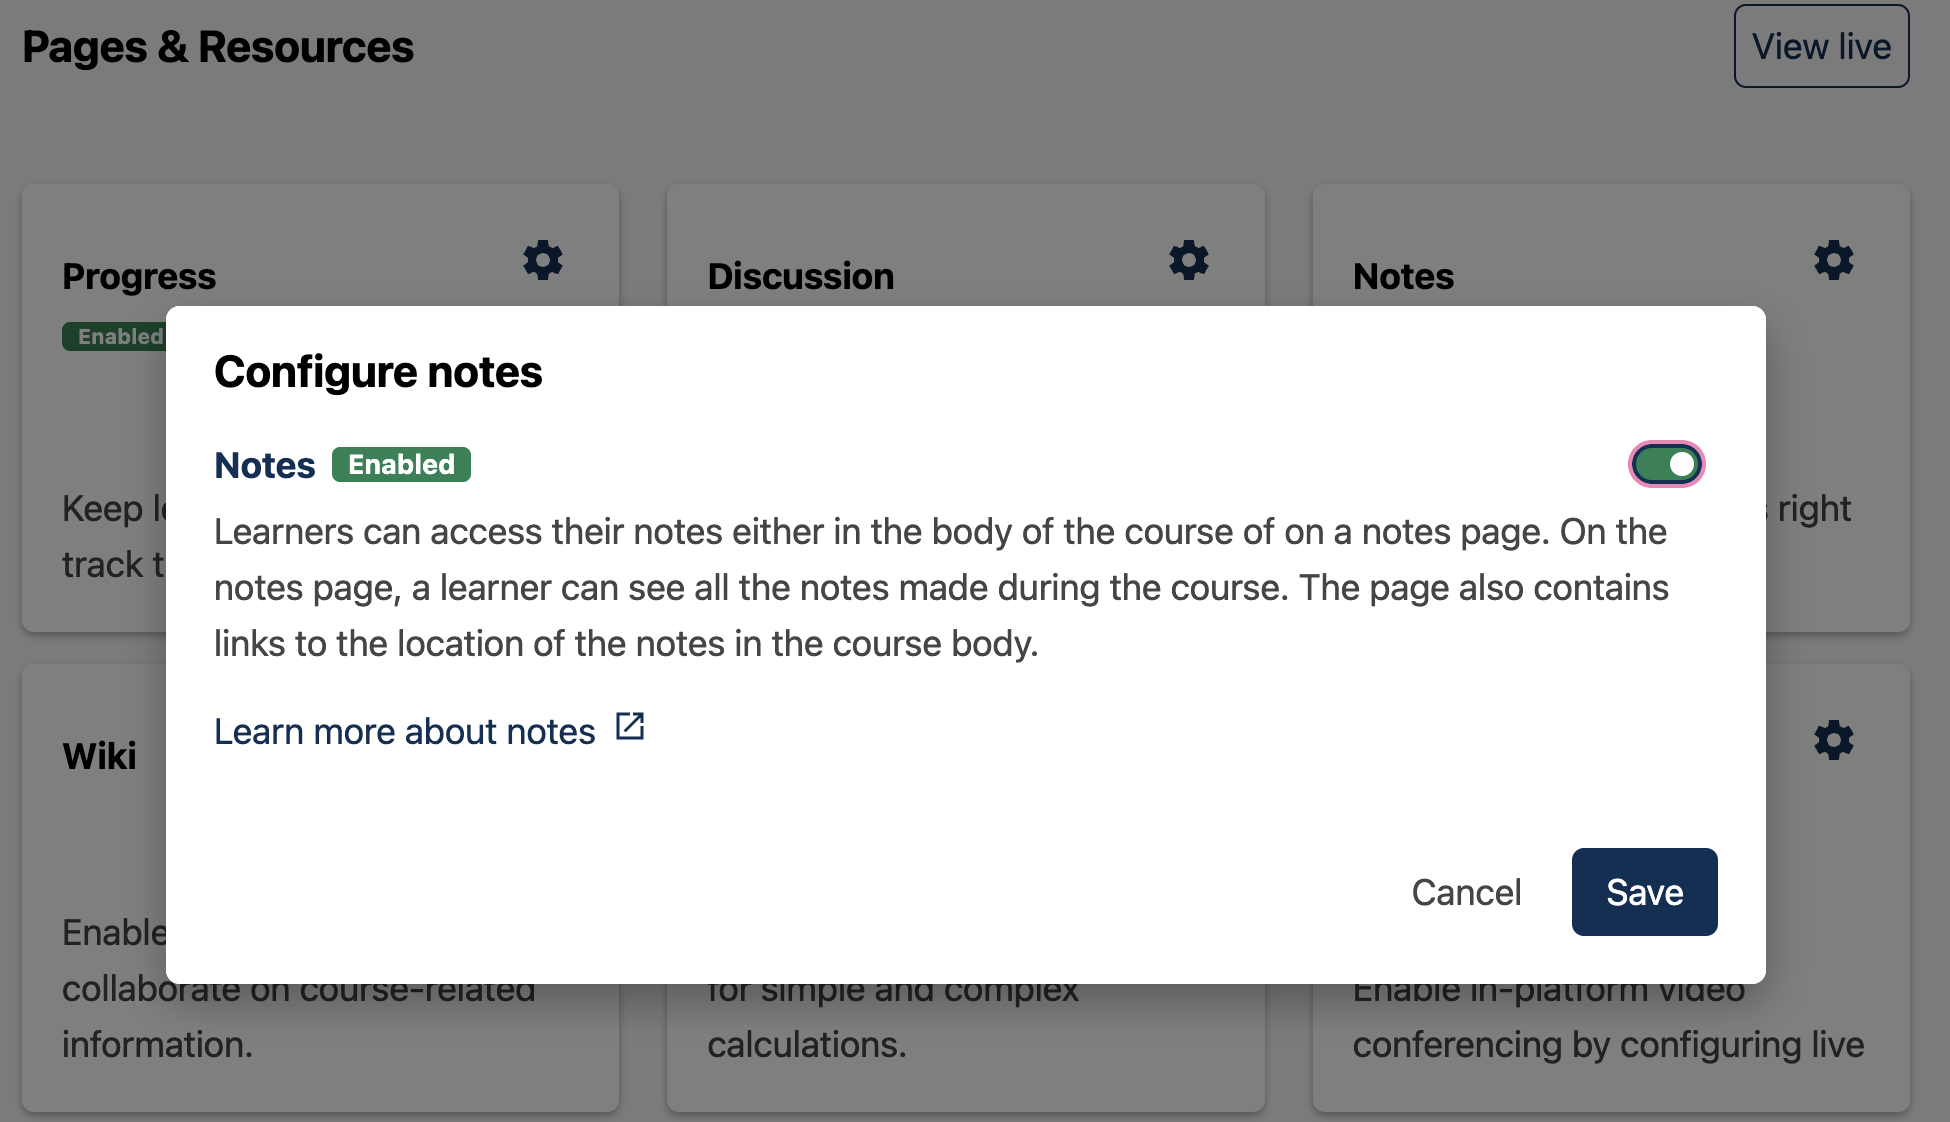 Pages & Resources
View live
Progress
Discussion
Notes
Enabled
Configure notes
Notes Enabled
Learners can access their notes either in the body of the course of on a notes page. On the
notes page, a learner can see all the notes made during the course. The page also contains
links to the location of the notes in the course body.
Learn more about notes
Cancel
Save
Keep
right
track
Wiki
Enable
collaborate on course-related
information.
for simple and complex
calculations.
Enable in-platform video
conferencing by configuring live